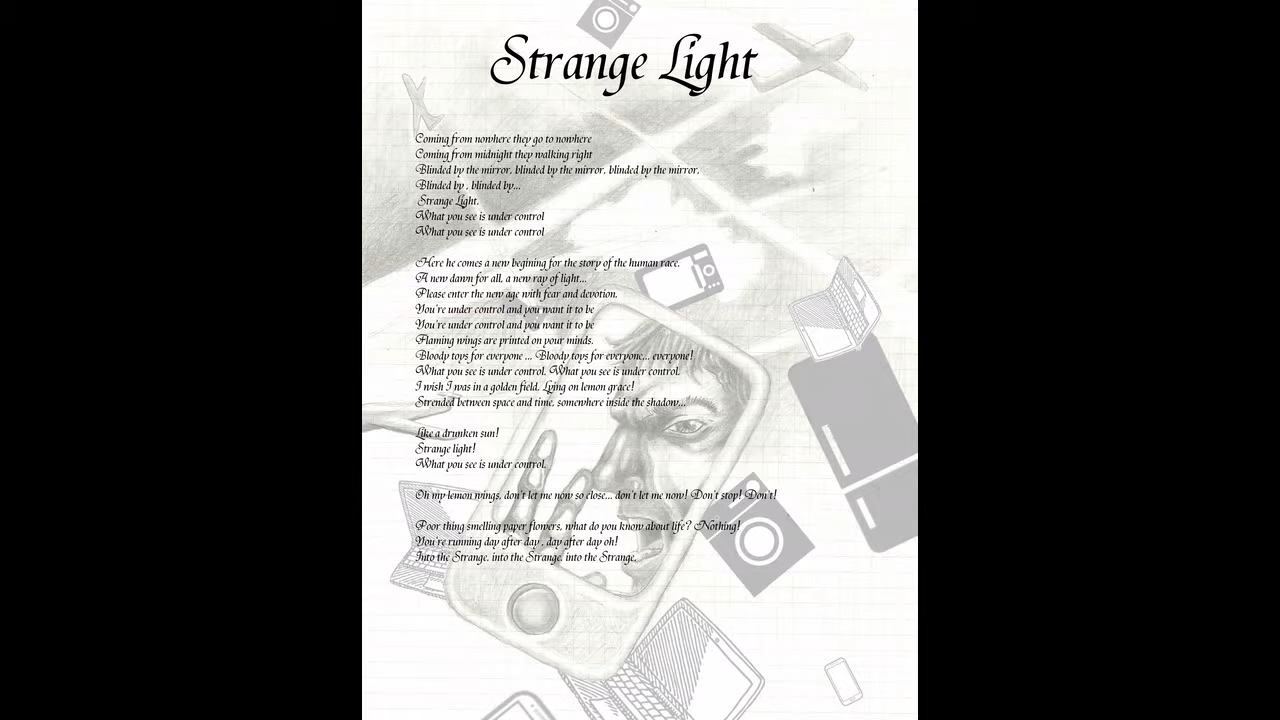 Strange Light
Coming from nowhere they go to nowhere
Coming from midnight they walking right
Blinded by the mirror, blinded by the mirror, blinded by the mirror,
Blinded by , blinded by...
Strange Light.
What you see is under control
What you see is under control
Here he comes a new begining for the story of the human race.
A new dawn for all, a new ray of light...
Please enter the new age with fear and devotion.
You're under control and you want it to be
You're under control and you want it to be
Flaming wings are printed on your minds.
Bloody toys for everyone ... Bloody toys for everyone... everyone!
What you see is under control. What you see is under control.
I wish I was in a golden field, Lying on lemon grace!
Strended between space and time, somewhere inside the shadow...
Like a drunken sun!
Strange light!
What you see is under control.
Oh my lemon wings, don't let me now so close... don't let me now! Don't stop! Don't!
Poor thing smelling paper flowers, what do you know about life? Nothing!
You're running day after day , day after day oh!
Into the Strange, into the Strange, into the Strange.